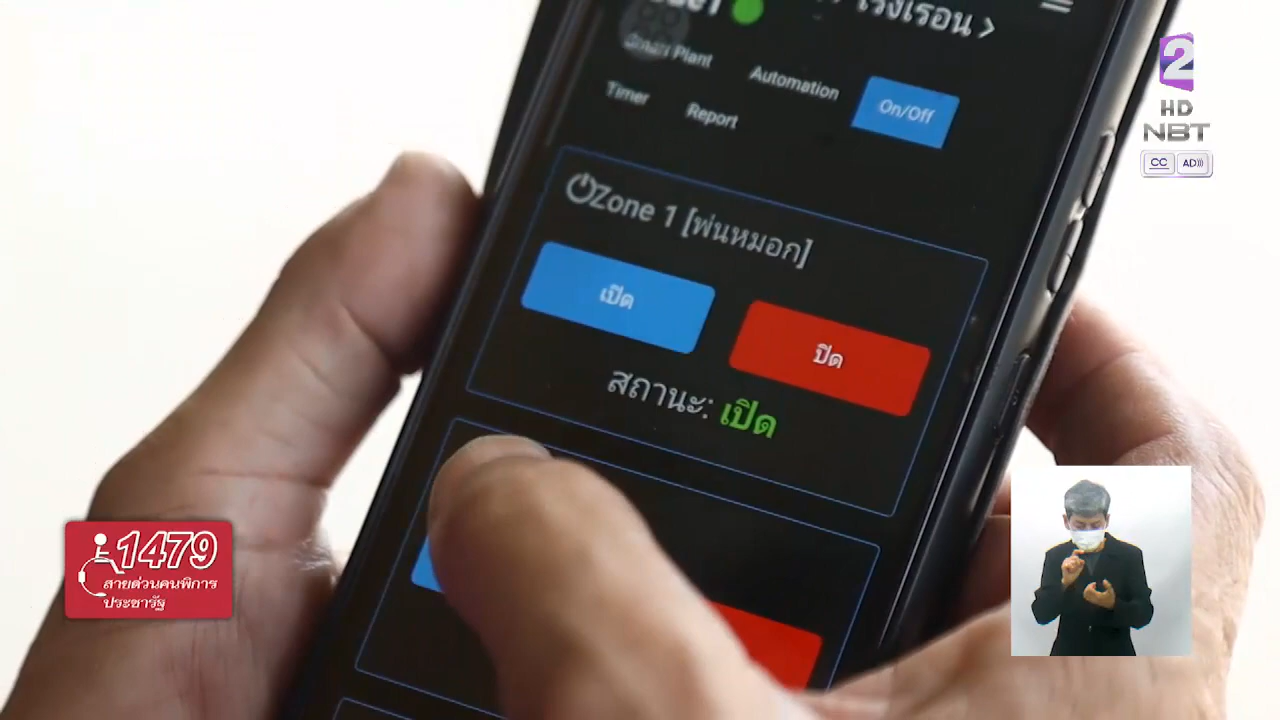 โรงเรือน >
Smart Plant
Automation
On/Off
Timer
Report
Zone 1 [พ่นหมอก]
เปิด
ปิด
สถานะ: เปิด
2
HD
NBT
CC AD
1479
สายด่วนคนพิการ
ประชารัฐ